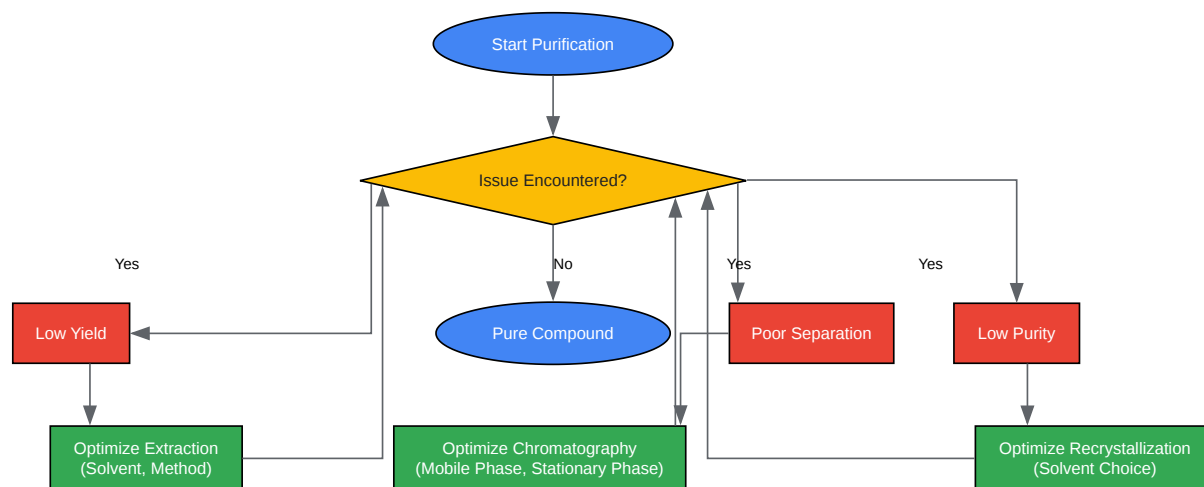 Start Purification
Issue Encountered?
Yes
No
Yes
Yes
Low Yield
Pure Compound
Poor Separation
Low Purity
Optimize Extraction
(Solvent, Method)
Optimize Chromatography
(Mobile Phase, Stationary Phase)
Optimize Recrystallization
(Solvent Choice)